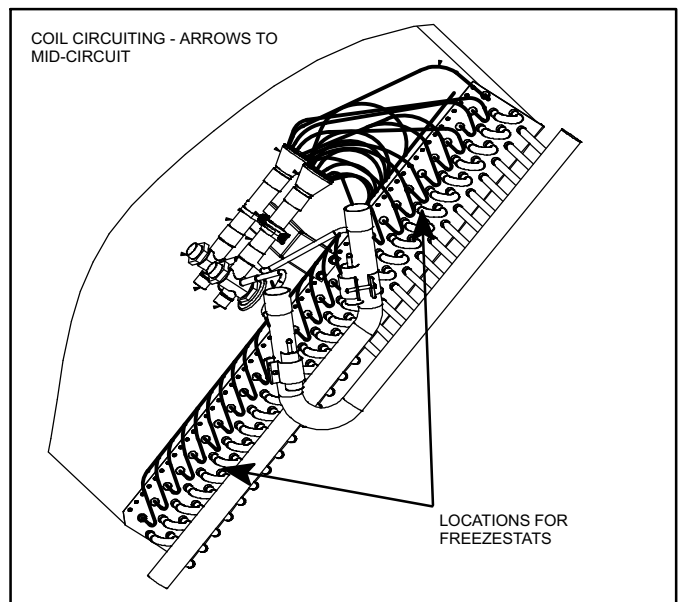 COIL CIRCUITING - ARROWS TO
MID-CIRCUIT
LOCATIONS FOR
FREEZESTATS